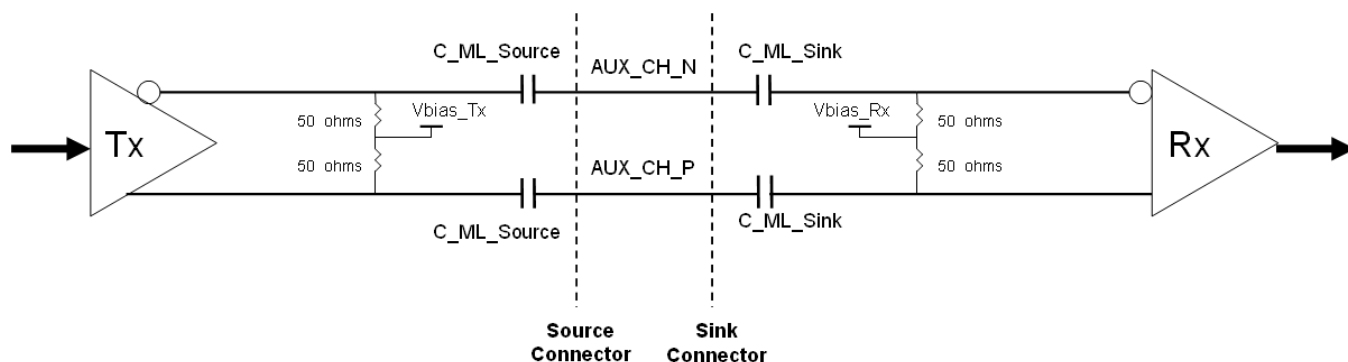 C_ML_Source
C_ML_Sink
AUX_CH_N
Vbias_Tx
Vbias_Rx
50 ohms
50 ohms
Tx
Rx
50 ohms
50 ohms
AUX_CH_P
C_ML_Source
C_ML_Sink
Source
Connector
Sink
Connector